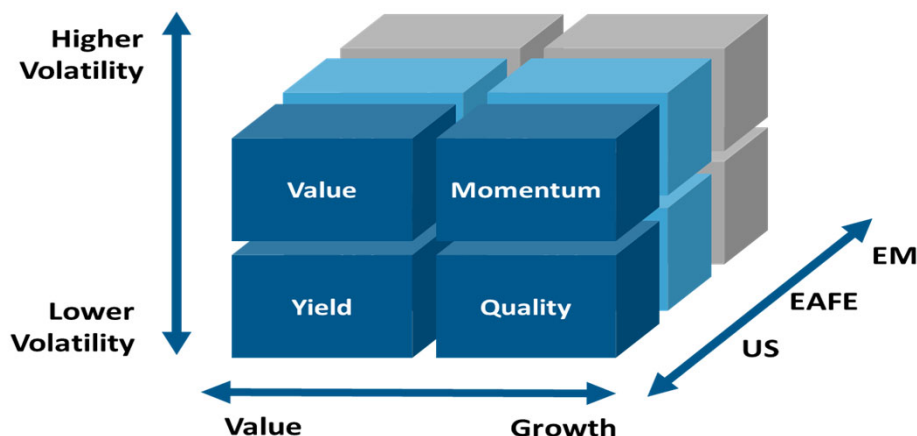 Higher
Volatility
Value
Momentum
Yield
Quality
Lower
Volatility
EM
EAFE
US
Value
Growth